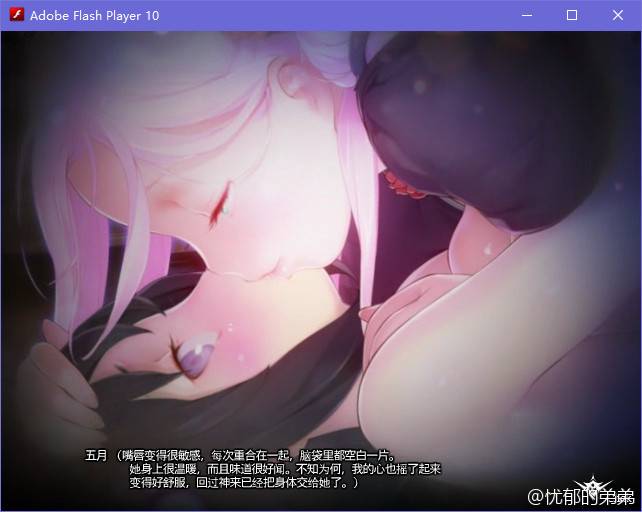 Adobe Flash Player 10
五月 （嘴唇变得很敏感，每次重合在一起，脑袋里都空白一片。
她身上很温暖，而且味道很好闻。不知为何，我的心也摇了起来
变得好舒服，回过神来已经把身体交给她了。）
@忧郁的弟弟